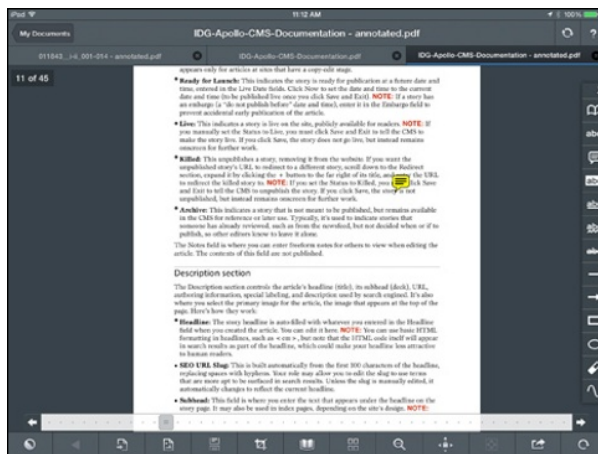 iPod
11:12 AM
100%
My Documents
IDG-Apollo-CMS-Documentation - annotated.pdf
011843_i-ii_001-014 - annotated.pdf
IDG-Apollo-CMS-Documentation.pdf
IDG-Apollo-CMS-Documentation - annotated.pdf
11 of 45
appears only for articles at sites that have a copy-edit stage.
• Ready for Launch: This indicates the story is ready for publication at a future date and
time, entered in the Live Date fields. Click Now to set the date and time to the current
date and time (to be published live once you click Save and Exit). NOTE: If a story has
an embargo (a "do not publish before" date and time), enter it in the Embargo field to
prevent accidental early publication of the article.
• Live: This indicates a story is live on the site, publicly available for readers. NOTE: If
you manually set the Status to Live, you must click Save and Exit to tell the CMS to
make the story live. If you click Save, the story does not go live, but instead remains
onscreen for further work.
• Killed: This unpublishes a story, removing it from the website. If you want the
unpublished story's URL to redirect to a different story, scroll down to the Redirect
section, expand it by clicking the + button to the far right of its title, and enter the URL
to redirect the killed story to. NOTE: If you set the Status to Killed, you click Save
and Exit to tell the CMS to unpublish the story. If you click Save, the story is not
unpublished, but instead remains onscreen for further work.
• Archive: This indicates a story that is not meant to be published, but remains available
in the CMS for reference or later use. Typically, it's used to indicate stories that
someone has already reviewed, such as from the newsfeed, but not decided when or if to
publish, so other editors know to leave it alone.
The Notes field is where you can enter freeform notes for others to view when editing the
article. The contents of this field are not published.
Description section
The Description section controls the article's headline (title), its subhead (deck), URL,
authoring information, special labeling, and description used by search engined. It's also
where you select the primary image for the article, the image that appears at the top of the
page. Here's how they work:
• Headline: The story headline is auto-filled with whatever you entered in the Headline
field when you created the article. You can edit it here. NOTE: You can use basic HTML
formatting in headlines, such as < em >, but note that the HTML code itself will appear
in search results as part of the headline, which could make your headline less attractive
to human readers.
• SEO URL Slug: This is built automatically from the first 100 characters of the headline,
replacing spaces with hyphens. Your role may allow you to edit the slug to use terms
that are more apt to be surfaced in search results. Unless the slug is manually edited, it
automatically changes to reflect the current headline.
• Subhead: This field is where you enter the text that appears under the headline on the
story page. It may also be used in index pages, depending on the site's design. NOTE: